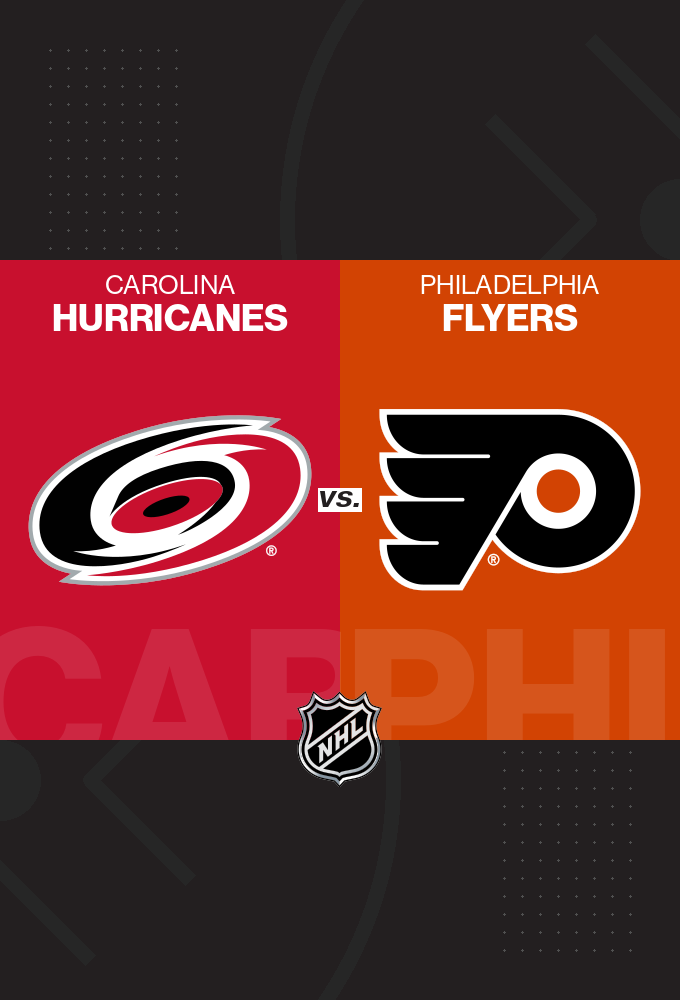 CAROLINA
HURRICANES
PHILADELPHIA
FLYERS
vs.
®
®
CAR
PHI
NHL